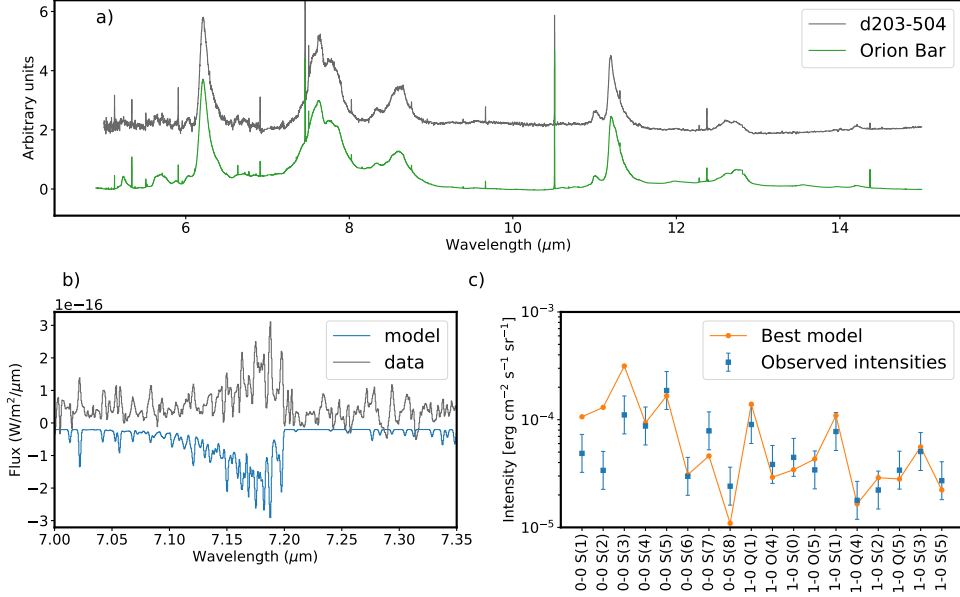 a)
d203-504
Orion Bar
Arbitrary units
6
4
2
0
6 8 10 12 14
Wavelength (μm)
b)
1e−16
model
data
Flux (W/m²/μm)
3
2
1
0
−1
−2
−3
7.00 7.05 7.10 7.15 7.20 7.25 7.30 7.35
Wavelength (μm)
c)
Best model
Observed intensities
Intensity [erg cm⁻² s⁻¹ sr⁻¹]
10⁻³
10⁻⁴
10⁻⁵
0-0 S(1)
0-0 S(2)
0-0 S(3)
0-0 S(4)
0-0 S(5)
0-0 S(6)
0-0 S(7)
0-0 S(8)
1-0 Q(1)
1-0 O(4)
1-0 S(0)
1-0 O(5)
1-0 S(1)
1-0 Q(4)
1-0 S(2)
1-0 Q(5)
1-0 S(3)
1-0 S(5)